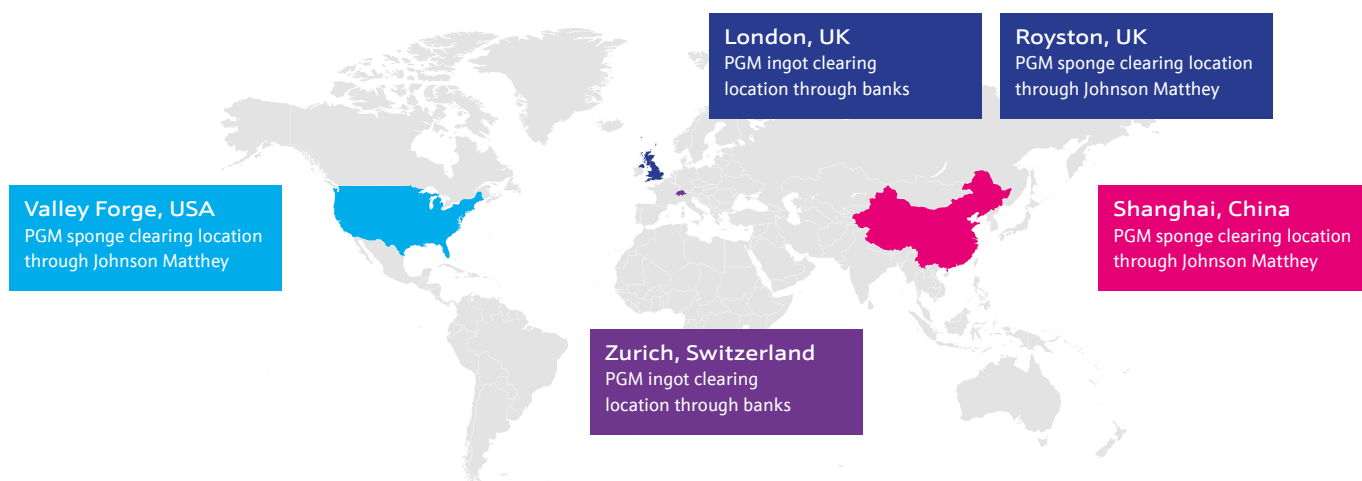 London, UK
PGM ingot clearing
location through banks
Royston, UK
PGM sponge clearing location
through Johnson Matthey
Valley Forge, USA
PGM sponge clearing location
through Johnson Matthey
Shanghai, China
PGM sponge clearing location
through Johnson Matthey
Zurich, Switzerland
PGM ingot clearing
location through banks